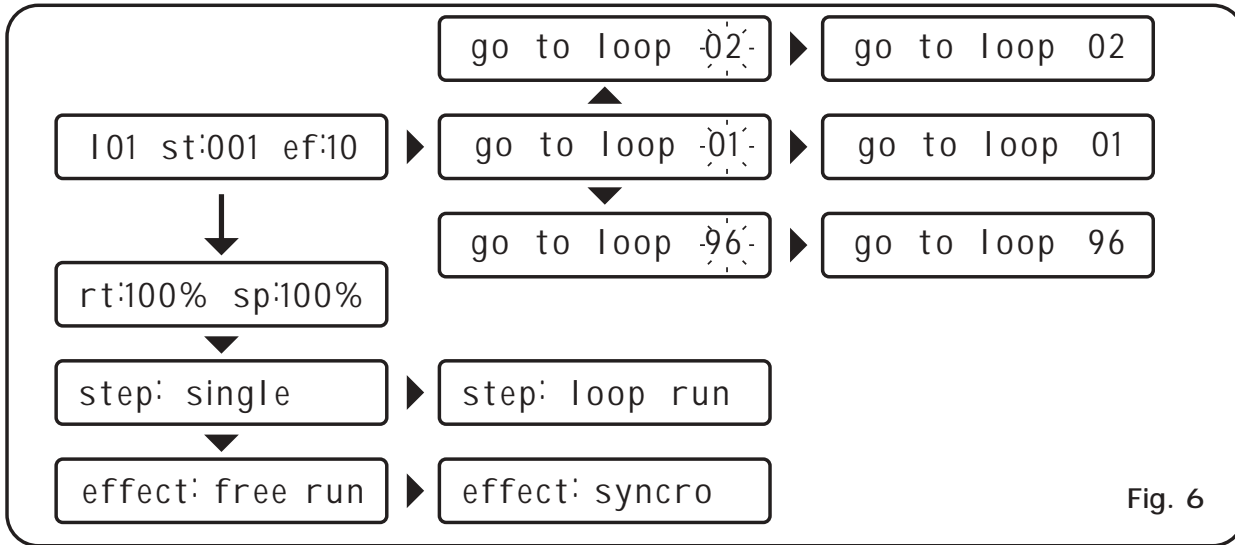 go to loop 02
go to loop 02
l01 st:001 ef:10
go to loop 01
go to loop 01
go to loop 96
go to loop 96
rt:100% sp:100%
step: single
step: loop run
effect: free run
effect: syncro
Fig. 6